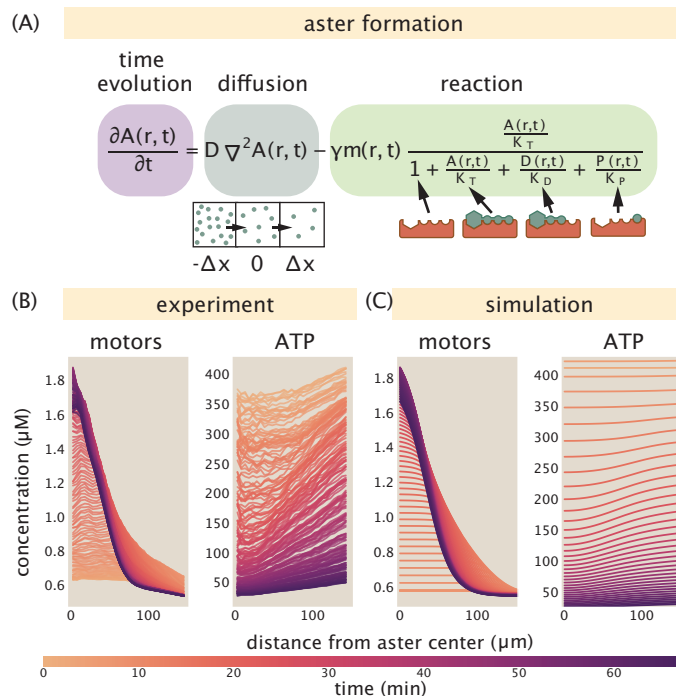 (A)
aster formation
time
evolution
diffusion
reaction
∂A(r, t)/∂t = D ∇²A(r, t) − γm(r, t) (A(r,t)/K_T)/(1 + A(r,t)/K_T + D(r,t)/K_D + P(r,t)/K_P)
-Δx 0 Δx
(B) experiment
(C) simulation
motors ATP motors ATP
concentration (μM)
1.8
1.6
1.4
1.2
1.0
0.8
0.6
400
350
300
250
200
150
100
50
1.8
1.6
1.4
1.2
1.0
0.8
0.6
400
350
300
250
200
150
100
50
0 100 0 100 0 100 0 100
distance from aster center (μm)
0 10 20 30 40 50 60
time (min)